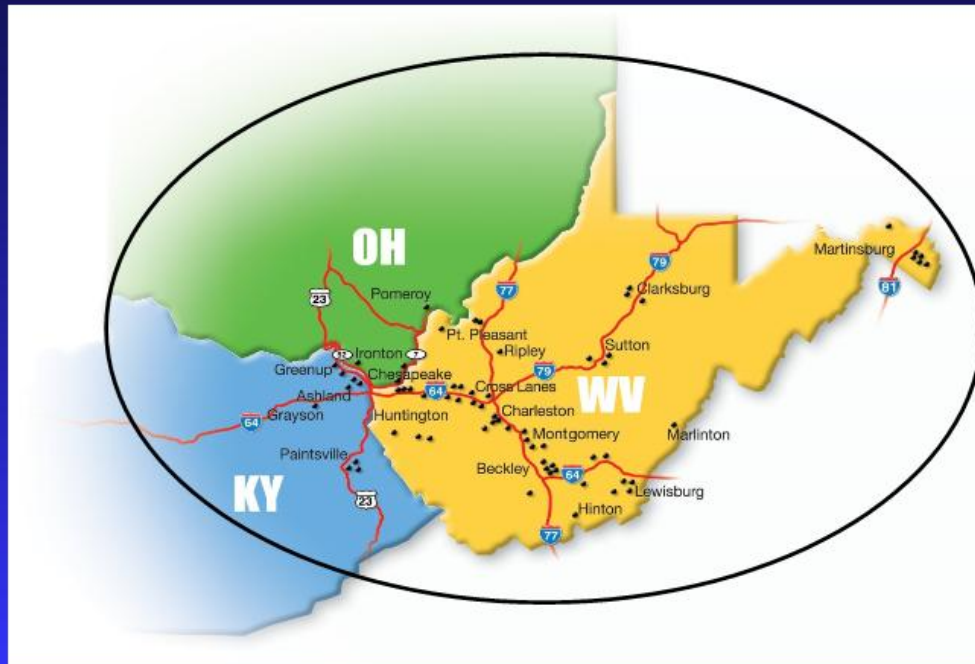 OH
WV
KY
Martinsburg
81
79
Clarksburg
77
23
Pomeroy
Pt. Pleasant
Ripley
Sutton
79
52
Ironton
7
Greenup
Chesapeake
64
Cross Lanes
Ashland
Grayson
64
Huntington
Charleston
Montgomery
Marlinton
Paintsville
Beckley
64
Lewisburg
23
Hinton
77